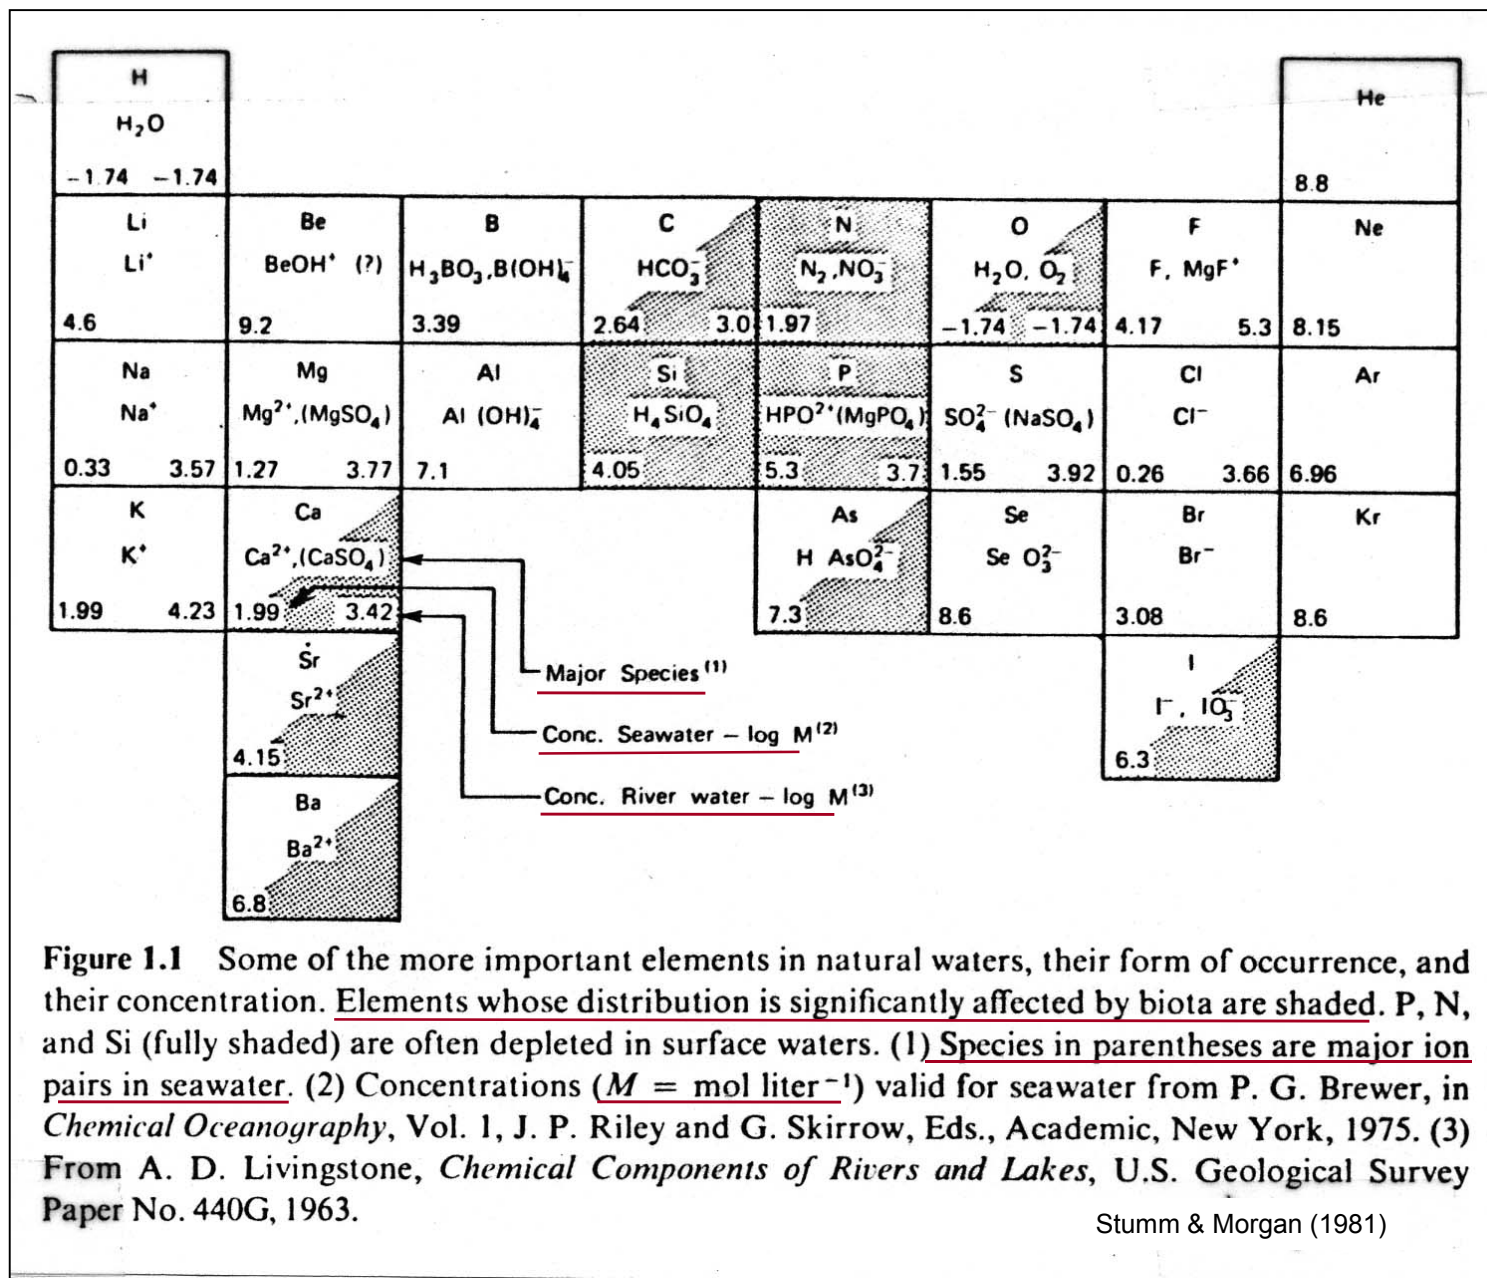 H
H₂O
−1.74 −1.74
He
8.8
Li
Li⁺
4.6
Be
BeOH⁺ (?)
9.2
B
H₃BO₃,B(OH)₄⁻
3.39
C
HCO₃⁻
2.64 3.0
N
N₂,NO₃⁻
1.97
O
H₂O, O₂
−1.74 −1.74
F
F, MgF⁺
4.17 5.3
Ne
8.15
Na
Na⁺
0.33 3.57
Mg
Mg²⁺,(MgSO₄)
1.27 3.77
Al
Al (OH)₄⁻
7.1
Si
H₄SiO₄
4.05
P
HPO²⁺(MgPO₄)
5.3 3.7
S
SO₄²⁻ (NaSO₄)
1.55 3.92
Cl
Cl⁻
0.26 3.66
Ar
6.96
K
K⁺
1.99 4.23
Ca
Ca²⁺,(CaSO₄)
1.99 3.42
As
H AsO₄²⁻
7.3
Se
Se O₃²⁻
8.6
Br
Br⁻
3.08
Kr
8.6
Sr
Sr²⁺
4.15
I
I⁻, IO₃⁻
6.3
Ba
Ba²⁺
6.8
Major Species⁽¹⁾
Conc. Seawater – log M⁽²⁾
Conc. River water – log M⁽³⁾
Figure 1.1 Some of the more important elements in natural waters, their form of occurrence, and
their concentration. Elements whose distribution is significantly affected by biota are shaded. P, N,
and Si (fully shaded) are often depleted in surface waters. (1) Species in parentheses are major ion
pairs in seawater. (2) Concentrations (M = mol liter⁻¹) valid for seawater from P. G. Brewer, in
Chemical Oceanography, Vol. 1, J. P. Riley and G. Skirrow, Eds., Academic, New York, 1975. (3)
From A. D. Livingstone, Chemical Components of Rivers and Lakes, U.S. Geological Survey
Paper No. 440G, 1963.
Stumm & Morgan (1981)